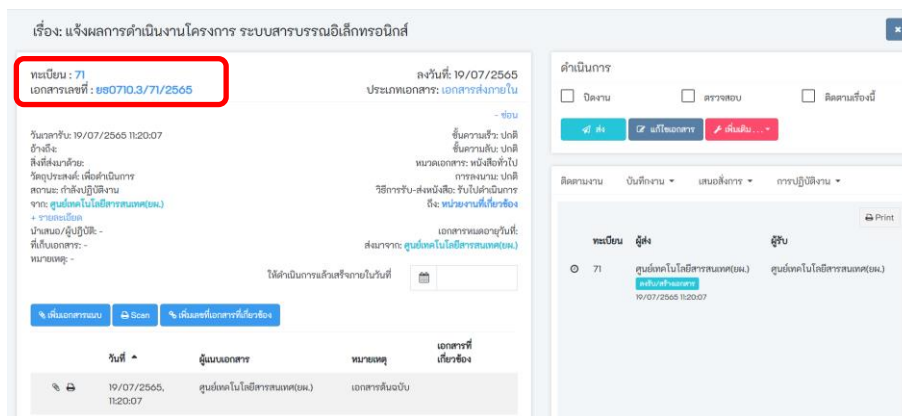 เรื่อง: แจ้งผลการดำเนินงานโครงการ ระบบสารบรรณอิเล็กทรอนิกส์
ทะเบียน : 71
เอกสารเลขที่ : ยธ0710.3/71/2565
ลงวันที่: 19/07/2565
ประเภทเอกสาร: เอกสารส่งภายใน
- ซ่อน
วันเวลารับ: 19/07/2565 11:20:07
อ้างถึง:
สิ่งที่ส่งมาด้วย:
วัตถุประสงค์: เพื่อดำเนินการ
สถานะ: กำลังปฏิบัติงาน
จาก: ศูนย์เทคโนโลยีสารสนเทศ(ยผ.)
+ รายละเอียด
นำเสนอ/ผู้ปฏิบัติ: -
ที่เก็บเอกสาร: -
หมายเหตุ: -
ชั้นความเร็ว: ปกติ
ชั้นความลับ: ปกติ
หมวดเอกสาร: หนังสือทั่วไป
การลงนาม: ปกติ
วิธีการรับ-ส่งหนังสือ: รับไปดำเนินการ
ถึง: หน่วยงานที่เกี่ยวข้อง
เอกสารหมดอายุวันที่:
ส่งมาจาก: ศูนย์เทคโนโลยีสารสนเทศ(ยผ.)
ให้ดำเนินการแล้วเสร็จภายในวันที่
เพิ่มเอกสารแนบ Scan เพิ่มเลขที่เอกสารที่เกี่ยวข้อง
วันที่ ผู้แนบเอกสาร หมายเหตุ เอกสารที่เกี่ยวข้อง
19/07/2565, 11:20:07 ศูนย์เทคโนโลยีสารสนเทศ(ยผ.) เอกสารต้นฉบับ
ดำเนินการ
ปิดงาน ตรวจสอบ ติดตามเรื่องนี้
ส่ง แก้ไขเอกสาร เพิ่มเติม...
ติดตามงาน บันทึกงาน เสนอสั่งการ การปฏิบัติงาน
Print
ทะเบียน ผู้ส่ง ผู้รับ
71 ศูนย์เทคโนโลยีสารสนเทศ(ยผ.) ศูนย์เทคโนโลยีสารสนเทศ(ยผ.)
ลงรับ/สร้างเอกสาร
19/07/2565 11:20:07